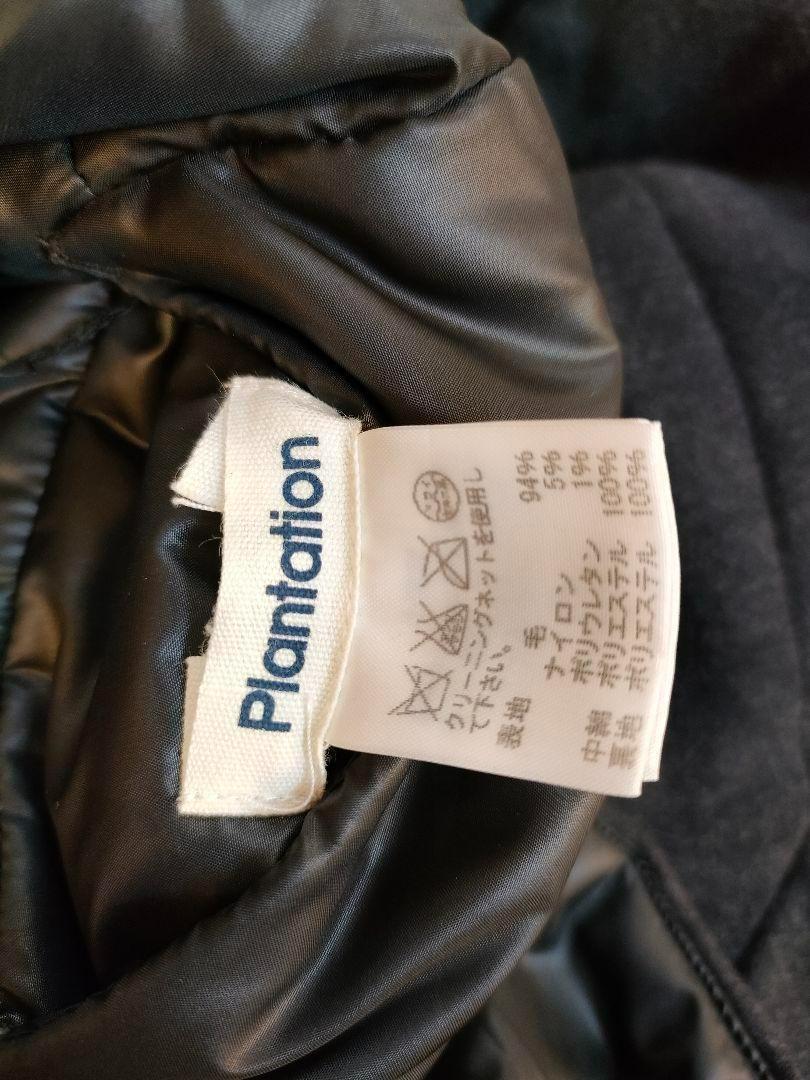 Plantation
クリーニングネットを使用し
て下さい。
表地 毛 94%
ナイロン 5%
ポリウレタン 1%
中綿 ポリエステル 100%
裏地 ポリエステル 100%